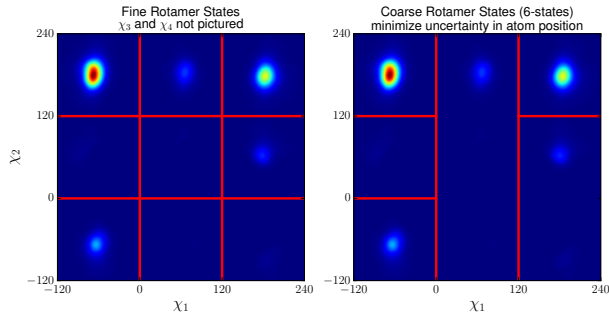 Fine Rotamer States
χ3 and χ4 not pictured
Coarse Rotamer States (6-states)
minimize uncertainty in atom position
240
120
0
−120
χ2
−120 0 120 240
χ1
240
120
0
−120
−120 0 120 240
χ1